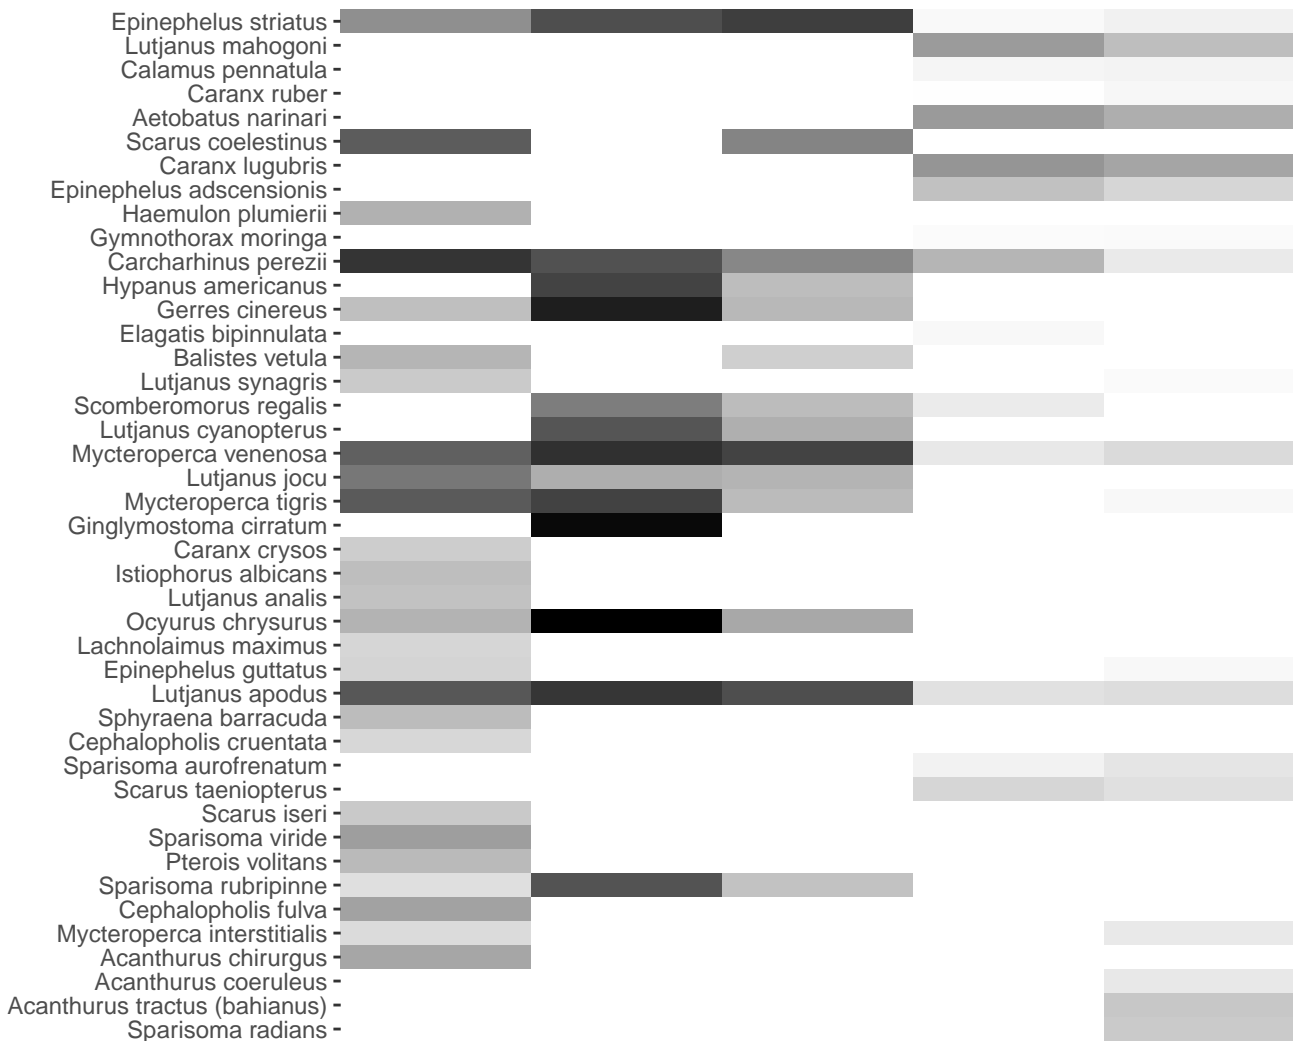 Epinephelus striatus
Lutjanus mahogoni
Calamus pennatula
Caranx ruber
Aetobatus narinari
Scarus coelestinus
Caranx lugubris
Epinephelus adscensionis
Haemulon plumierii
Gymnothorax moringa
Carcharhinus perezii
Hypanus americanus
Gerres cinereus
Elagatis bipinnulata
Balistes vetula
Lutjanus synagris
Scomberomorus regalis
Lutjanus cyanopterus
Mycteroperca venenosa
Lutjanus jocu
Mycteroperca tigris
Ginglymostoma cirratum
Caranx crysos
Istiophorus albicans
Lutjanus analis
Ocyurus chrysurus
Lachnolaimus maximus
Epinephelus guttatus
Lutjanus apodus
Sphyraena barracuda
Cephalopholis cruentata
Sparisoma aurofrenatum
Scarus taeniopterus
Scarus iseri
Sparisoma viride
Pterois volitans
Sparisoma rubripinne
Cephalopholis fulva
Mycteroperca interstitialis
Acanthurus chirurgus
Acanthurus coeruleus
Acanthurus tractus (bahianus)
Sparisoma radians